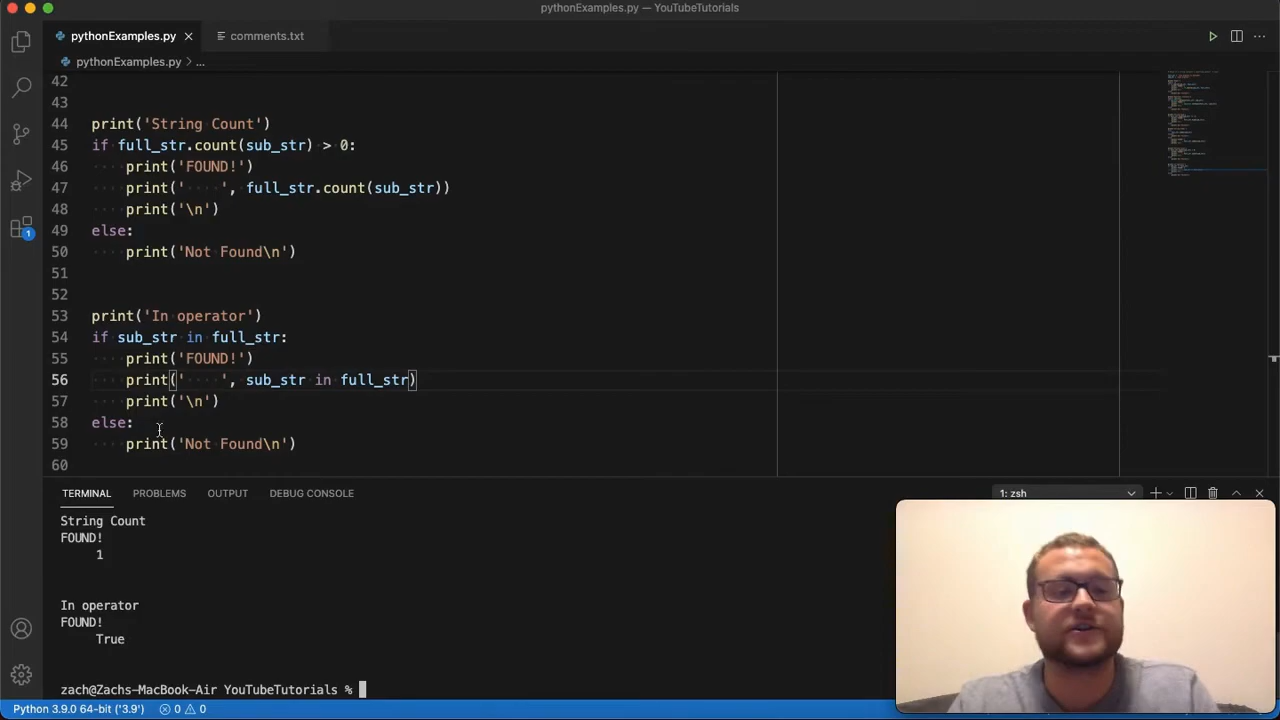 pythonExamples.py — YouTubeTutorials
pythonExamples.py
comments.txt
pythonExamples.py > ...
42
43
44 print('String Count')
45 if full_str.count(sub_str) > 0:
46 print('FOUND!')
47 print('    ', full_str.count(sub_str))
48 print('\n')
49 else:
50 print('Not Found\n')
51
52
53 print('In operator')
54 if sub_str in full_str:
55 print('FOUND!')
56 print('    ', sub_str in full_str)
57 print('\n')
58 else:
59 print('Not Found\n')
60
1
TERMINAL PROBLEMS OUTPUT DEBUG CONSOLE 1: zsh
String Count
FOUND!
1
In operator
FOUND!
True
zach@Zachs-MacBook-Air YouTubeTutorials %
Python 3.9.0 64-bit ('3.9') 0 0